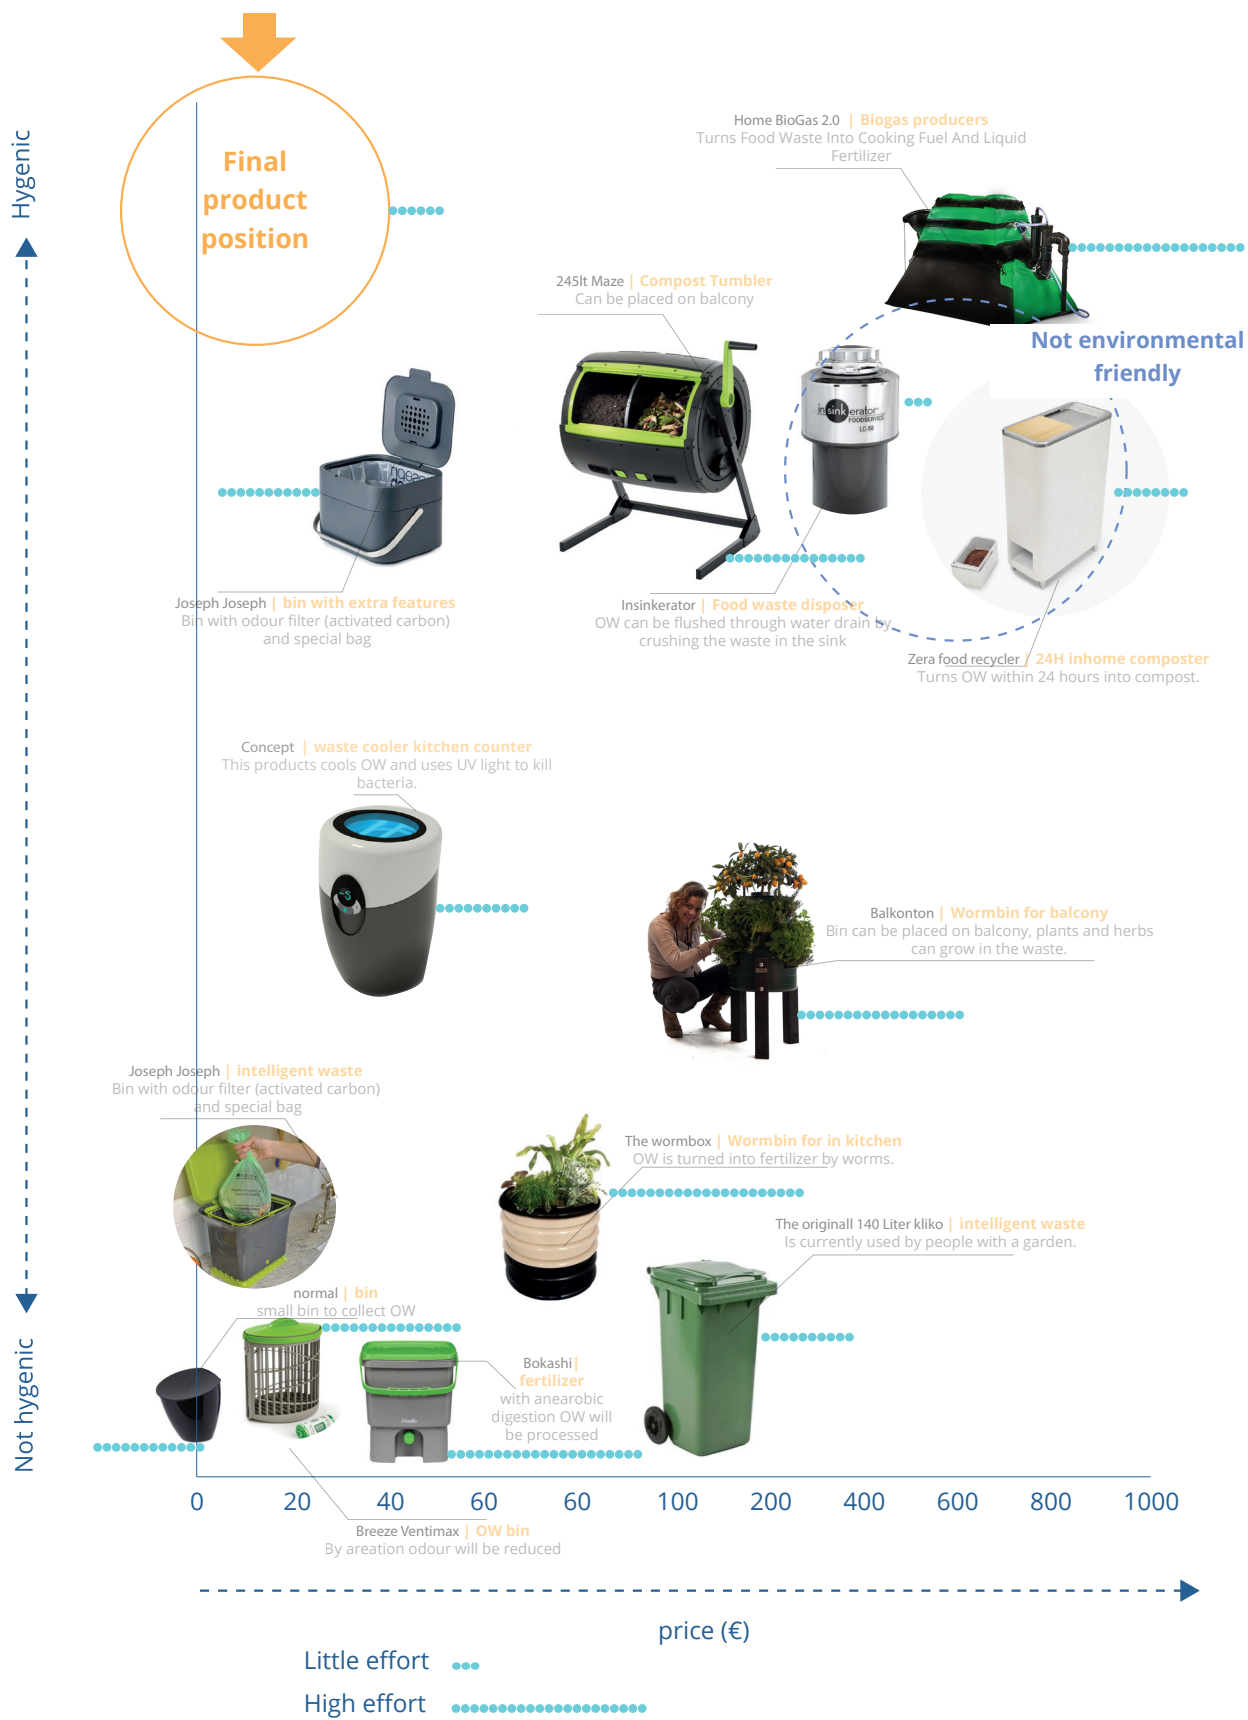 Hygenic
Not hygenic
Final
product
position
Home BioGas 2.0 | Biogas producers
Turns Food Waste Into Cooking Fuel And Liquid
Fertilizer
245lt Maze | Compost Tumbler
Can be placed on balcony
Not environmental
friendly
in sink erator
FOODSERVICE
LC-50
Joseph Joseph | bin with extra features
Bin with odour filter (activated carbon)
and special bag
Insinkerator | Food waste disposer
OW can be flushed through water drain by
crushing the waste in the sink
Zera food recycler | 24H inhome composter
Turns OW within 24 hours into compost.
Concept | waste cooler kitchen counter
This products cools OW and uses UV light to kill
bacteria.
-5
Balkonton | Wormbin for balcony
Bin can be placed on balcony, plants and herbs
can grow in the waste.
Joseph Joseph | intelligent waste
Bin with odour filter (activated carbon)
and special bag
The wormbox | Wormbin for in kitchen
OW is turned into fertilizer by worms.
The originall 140 Liter kliko | intelligent waste
Is currently used by people with a garden.
normal | bin
small bin to collect OW
Bokashi |
fertilizer
with anearobic
digestion OW will
be processed
0 20 40 60 60 100 200 400 600 800 1000
Breeze Ventimax | OW bin
By areation odour will be reduced
price (€)
Little effort
High effort